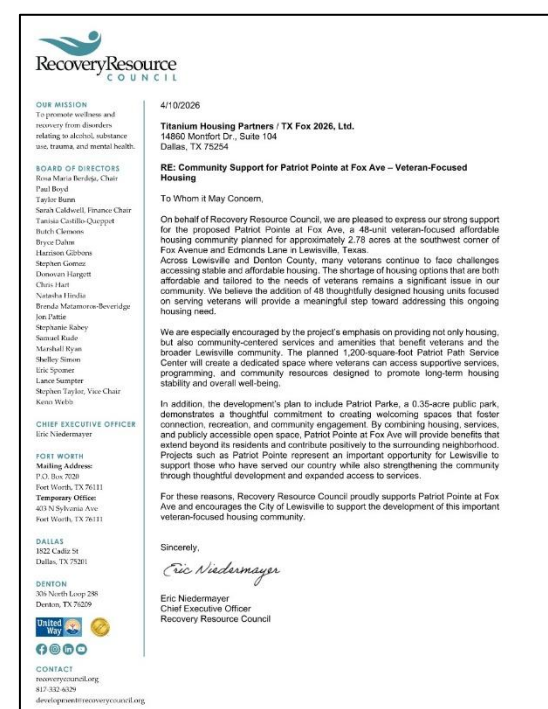 RecoveryResource
COUNCIL
OUR MISSION
To promote wellness and
recovery from disorders
relating to alcohol, substance
use, trauma, and mental health.
BOARD OF DIRECTORS
Rosa Maria Berdeja, Chair
Paul Boyd
Taylor Bunn
Sarah Caldwell, Finance Chair
Tanisia Castillo-Queppet
Butch Clemons
Bryce Dahm
Harrison Gibbens
Stephen Gomez
Donovan Hargett
Chris Hart
Natasha
Brenda Matamoros-Beveridge
Jon Pattie
Stephanie Rabey
Samuel Rude
Marshall Ryan
Shelley Simon
Eric Spomer
Lance Sumpter
Stephen Taylor, Vice Chair
Kenn Webb
CHIEF EXECUTIVE OFFICER
Eric Niedermayer
FORT WORTH
Mailing Address:
P.O. Box 7020
Fort Worth, TX 76111
Temporary Office:
403 N Sylvania Ave
Fort Worth, TX 76111
DALLAS
1822 Cadiz St
Dallas, TX 75201
DENTON
306 North Loop 288
Denton, TX 76209
United
Way
CONTACT
recoverycouncil.org
817-332-6329
development@recoverycouncil.org
4/10/2026
Titanium Housing Partners / TX Fox 2026, Ltd.
14860 Montfort Dr., Suite 104
Dallas, TX 75254
RE: Community Support for Patriot Pointe at Fox Ave – Veteran-Focused
Housing
To Whom it May Concern,
On behalf of Recovery Resource Council, we are pleased to express our strong support
for the proposed Patriot Pointe at Fox Ave, a 48-unit veteran-focused affordable
housing community planned for approximately 2.78 acres at the southwest corner of
Fox Avenue and Edmonds Lane in Lewisville, Texas.
Across Lewisville and Denton County, many veterans continue to face challenges
accessing stable and affordable housing. The shortage of housing options that are both
affordable and tailored to the needs of veterans remains a significant issue in our
community. We believe the addition of 48 thoughtfully designed housing units focused
on serving veterans will provide a meaningful step toward addressing this ongoing
housing need.
We are especially encouraged by the project's emphasis on providing not only housing,
but also community-centered services and amenities that benefit veterans and the
broader Lewisville community. The planned 1,200-square-foot Patriot Path Service
Center will create a dedicated space where veterans can access supportive services,
programming, and community resources designed to promote long-term housing
stability and overall well-being.
In addition, the development's plan to include Patriot Parke, a 0.35-acre public park,
demonstrates a thoughtful commitment to creating welcoming spaces that foster
connection, recreation, and community engagement. By combining housing, services,
and publicly accessible open space, Patriot Pointe at Fox Ave will provide benefits that
extend beyond its residents and contribute positively to the surrounding neighborhood.
Projects such as Patriot Pointe represent an important opportunity for Lewisville to
support those who have served our country while also strengthening the community
through thoughtful development and expanded access to services.
For these reasons, Recovery Resource Council proudly supports Patriot Pointe at Fox
Ave and encourages the City of Lewisville to support the development of this important
veteran-focused housing community.
Sincerely,
Eric Niedermayer
Eric Niedermayer
Chief Executive Officer
Recovery Resource Council